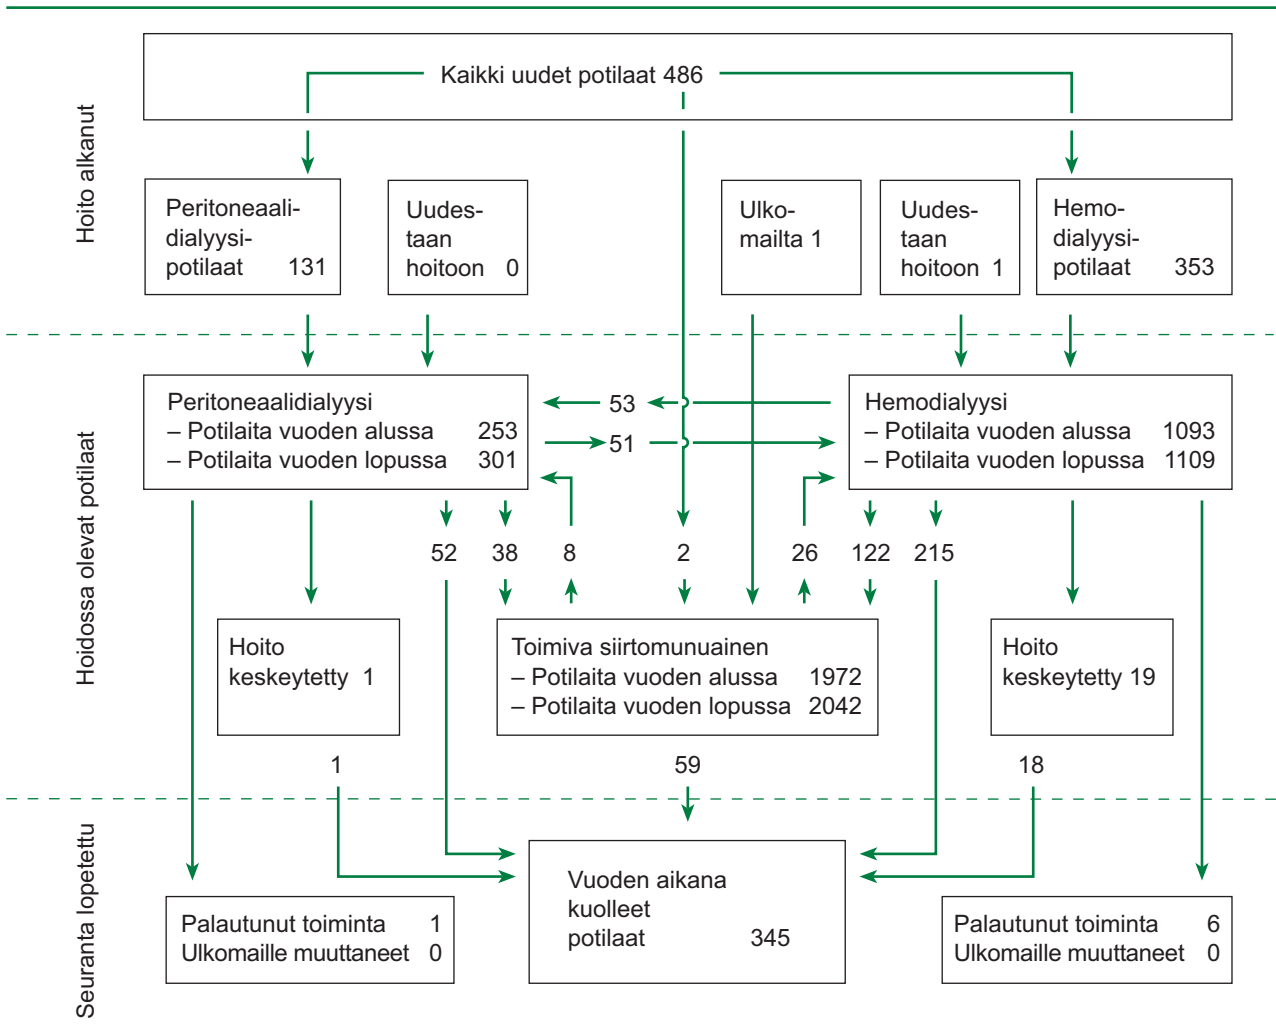 Hoito alkanut
Kaikki uudet potilaat 486
Peritoneaali-
dialyysi-
potilaat 131
Uudes-
taan
hoitoon 0
Ulko-
mailta 1
Uudes-
taan
hoitoon 1
Hemo-
dialyysi-
potilaat 353
Hoidossa olevat potilaat
Peritoneaalidialyysi
– Potilaita vuoden alussa 253
– Potilaita vuoden lopussa 301
53
51
Hemodialyysi
– Potilaita vuoden alussa 1093
– Potilaita vuoden lopussa 1109
52 38 8 2 26 122 215
Hoito
keskeytetty 1
Toimiva siirtomunuainen
– Potilaita vuoden alussa 1972
– Potilaita vuoden lopussa 2042
Hoito
keskeytetty 19
1 59 18
Seuranta lopetettu
Palautunut toiminta 1
Ulkomaille muuttaneet 0
Vuoden aikana
kuolleet
potilaat 345
Palautunut toiminta 6
Ulkomaille muuttaneet 0